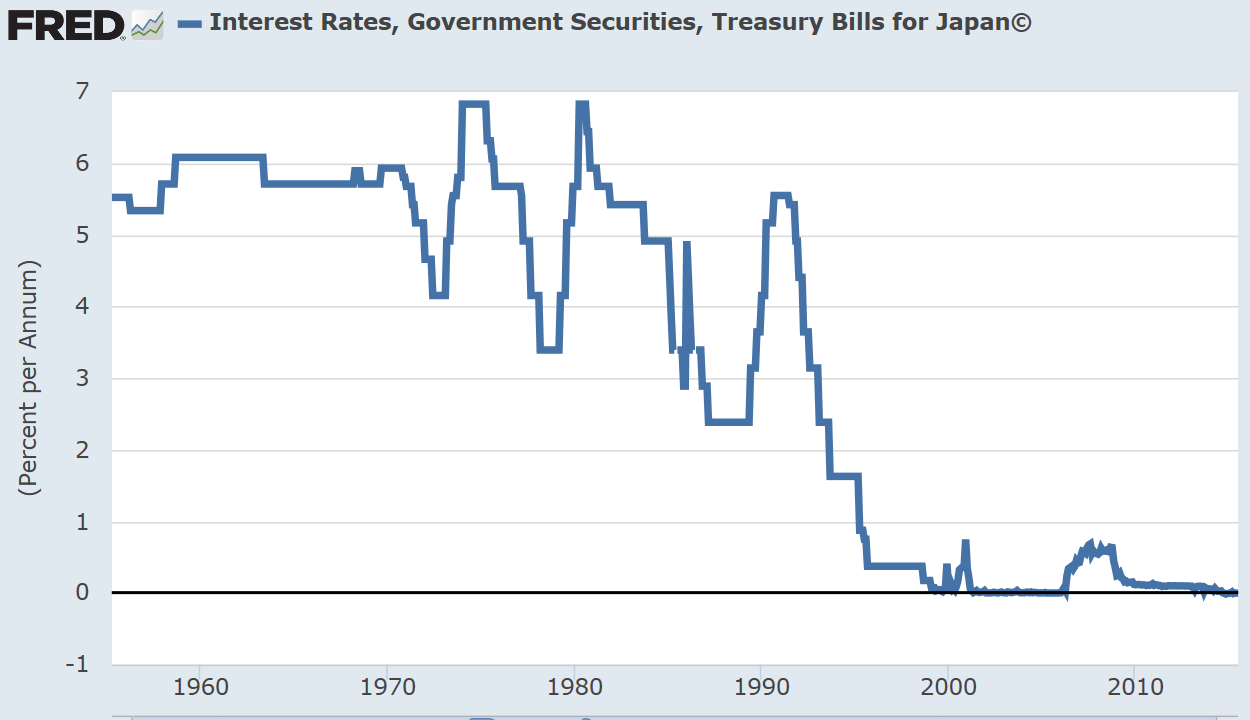 FRED
Interest Rates, Government Securities, Treasury Bills for Japan©
7
6
5
4
3
2
1
0
-1
(Percent per Annum)
1960 1970 1980 1990 2000 2010